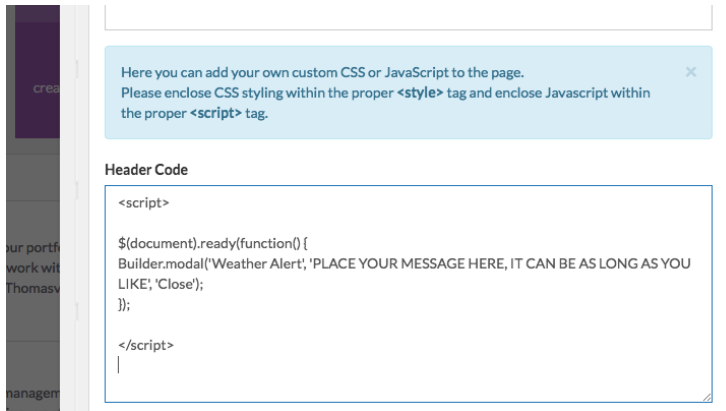 Here you can add your own custom CSS or JavaScript to the page.
Please enclose CSS styling within the proper <style> tag and enclose Javascript within
the proper <script> tag.
Header Code
<script>
$(document).ready(function() {
Builder.modal('Weather Alert', 'PLACE YOUR MESSAGE HERE, IT CAN BE AS LONG AS YOU
LIKE', 'Close');
});
</script>
work wit